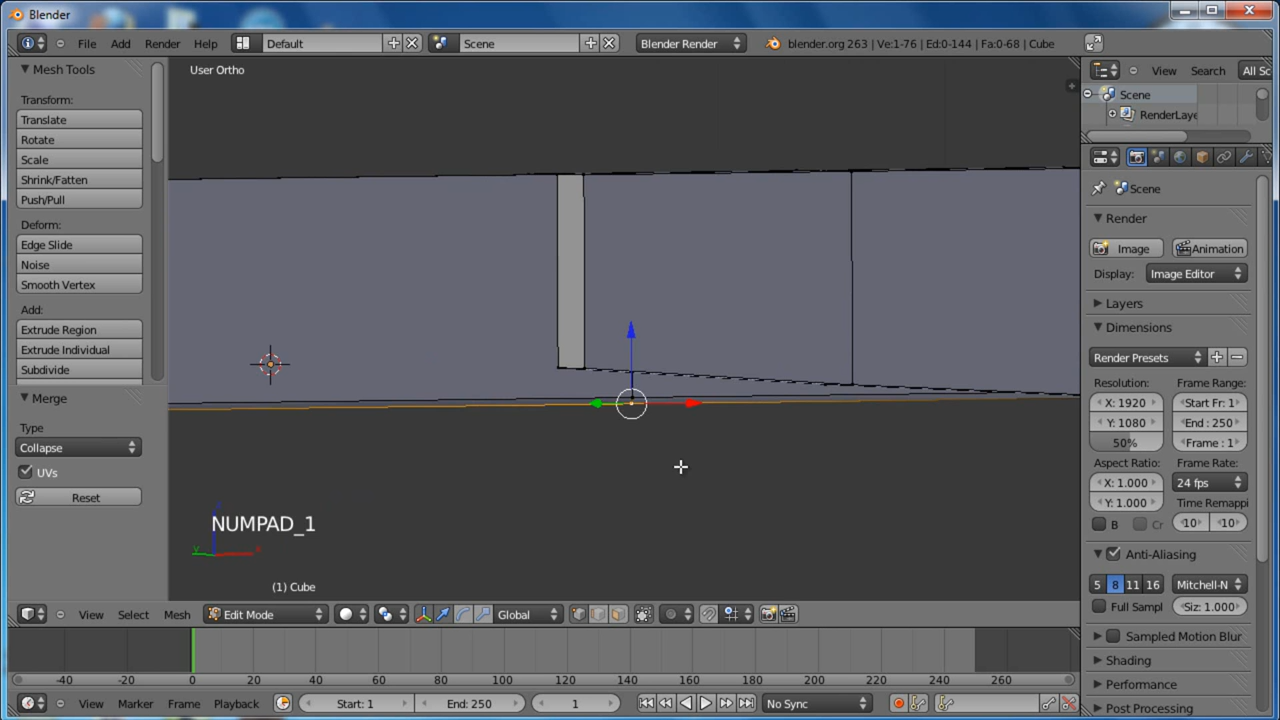 Blender
File Add Render Help Default Scene Blender Render blender.org 263 | Ve:1-76 | Ed:0-144 | Fa:0-68 | Cube
Mesh Tools
Transform:
Translate
Rotate
Scale
Shrink/Fatten
Push/Pull
Deform:
Edge Slide
Noise
Smooth Vertex
Add:
Extrude Region
Extrude Individual
Subdivide
Merge
Type
Collapse
UVs
Reset
User Ortho
NUMPAD_1
(1) Cube
View Select Mesh Edit Mode Global
-40 -20 0 20 40 60 80 100 120 140 160 180 200 220 240 260
View Marker Frame Playback Start: 1 End: 250 1 No Sync
View Search All Sc
Scene
RenderLaye
Scene
Render
Image Animation
Display: Image Editor
Layers
Dimensions
Render Presets
Resolution: Frame Range:
X: 1920 Start Fr: 1
Y: 1080 End : 250
50% Frame : 1
Aspect Ratio: Frame Rate:
X: 1.000 24 fps
Y: 1.000 Time Remappi
B Cr 10 10
Anti-Aliasing
5 8 11 16 Mitchell-N
Full Sampl Siz: 1.000
Sampled Motion Blur
Shading
Performance
Post Processing